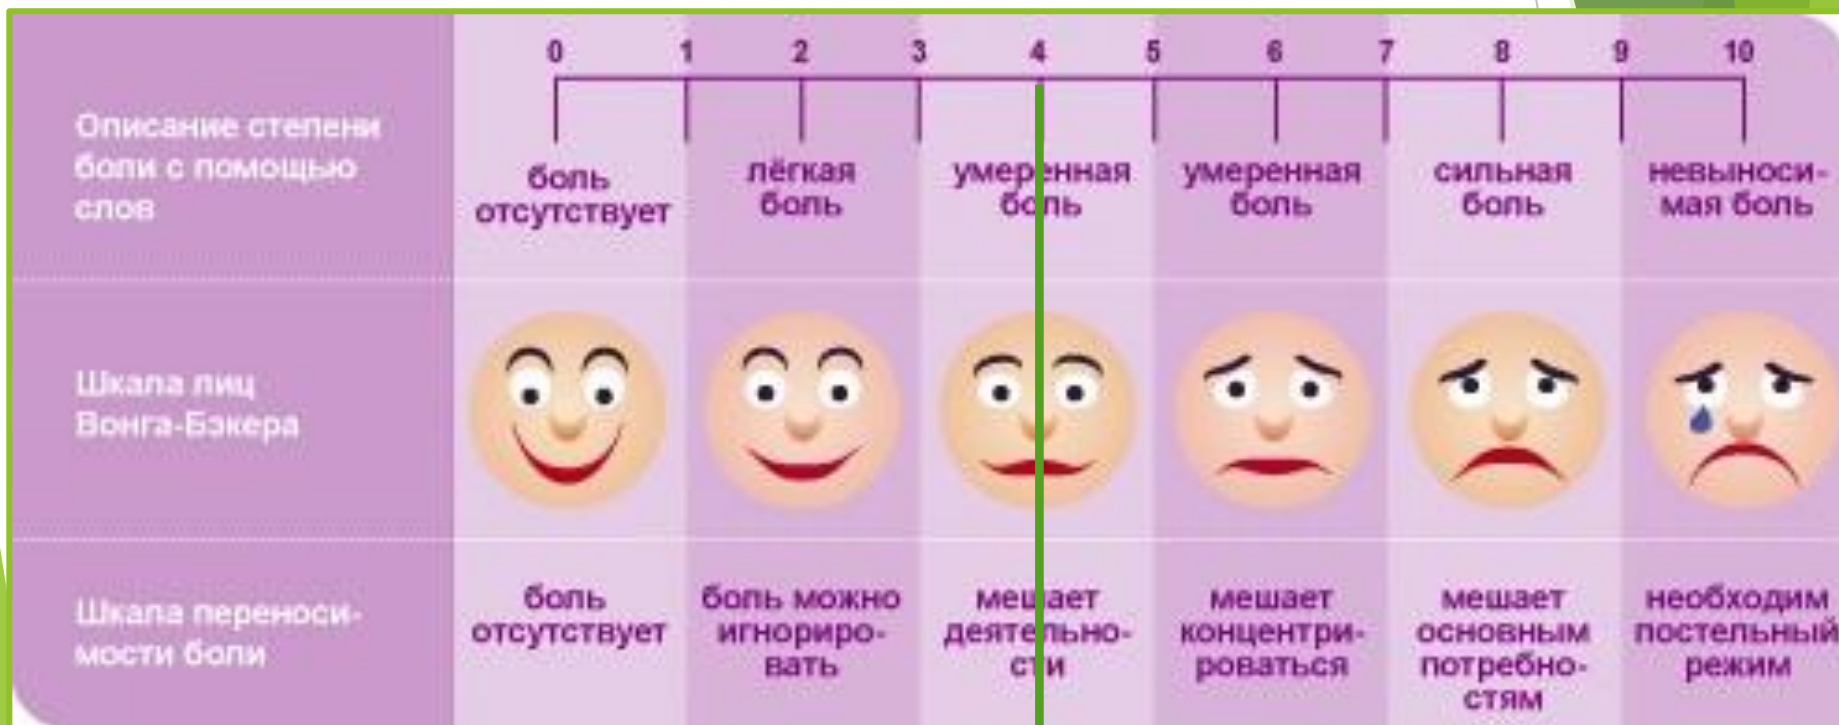 0 1 2 3 4 5 6 7 8 9 10
Описание степени
боли с помощью
слов
боль
отсутствует
лёгкая
боль
умеренная
боль
умеренная
боль
сильная
боль
невыноси-
мая боль
Шкала лиц
Вонга-Бэкера
Шкала переноси-
мости боли
боль
отсутствует
боль можно
игнориро-
вать
мешает
деятельно-
сти
мешает
концентри-
роваться
мешает
основным
потребно-
стям
необходим
постельный
режим